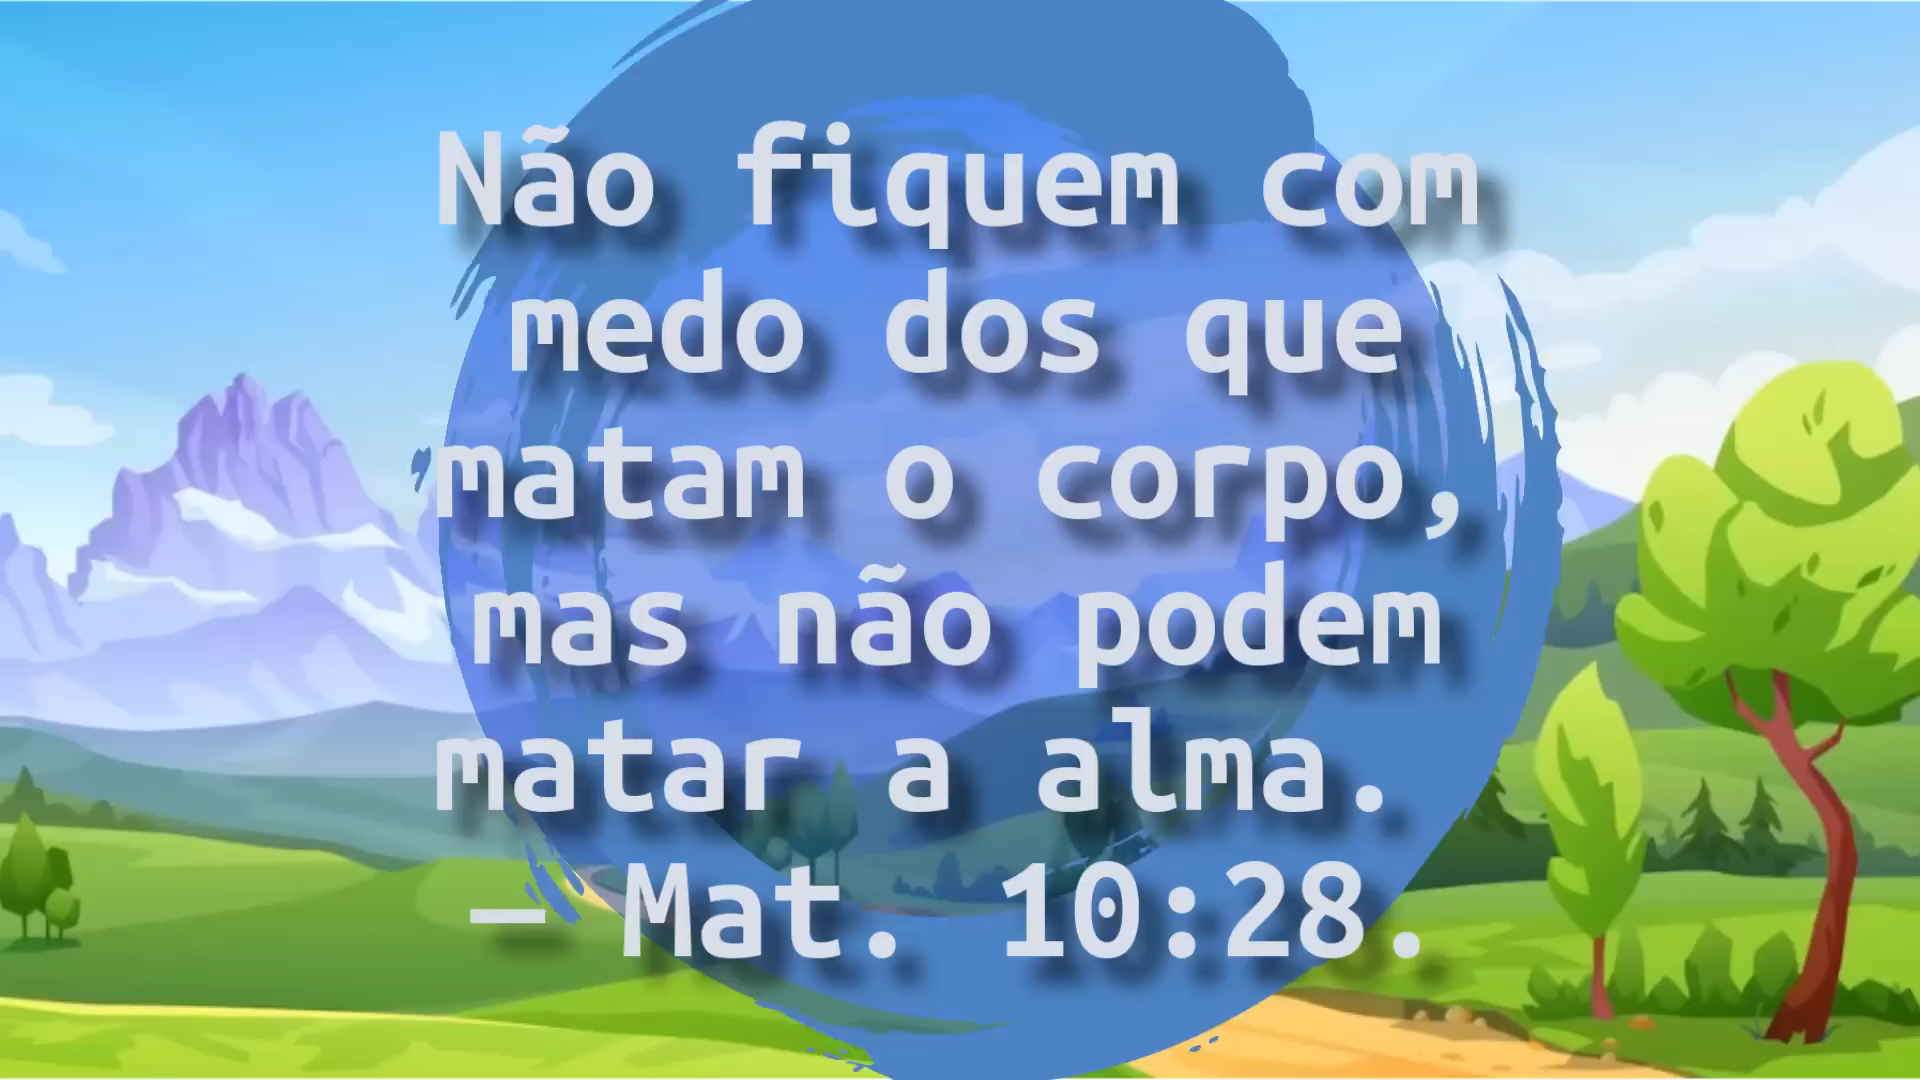 Não fiquem com
medo dos que
matam o corpo,
mas não podem
matar a alma.
— Mat. 10:28.